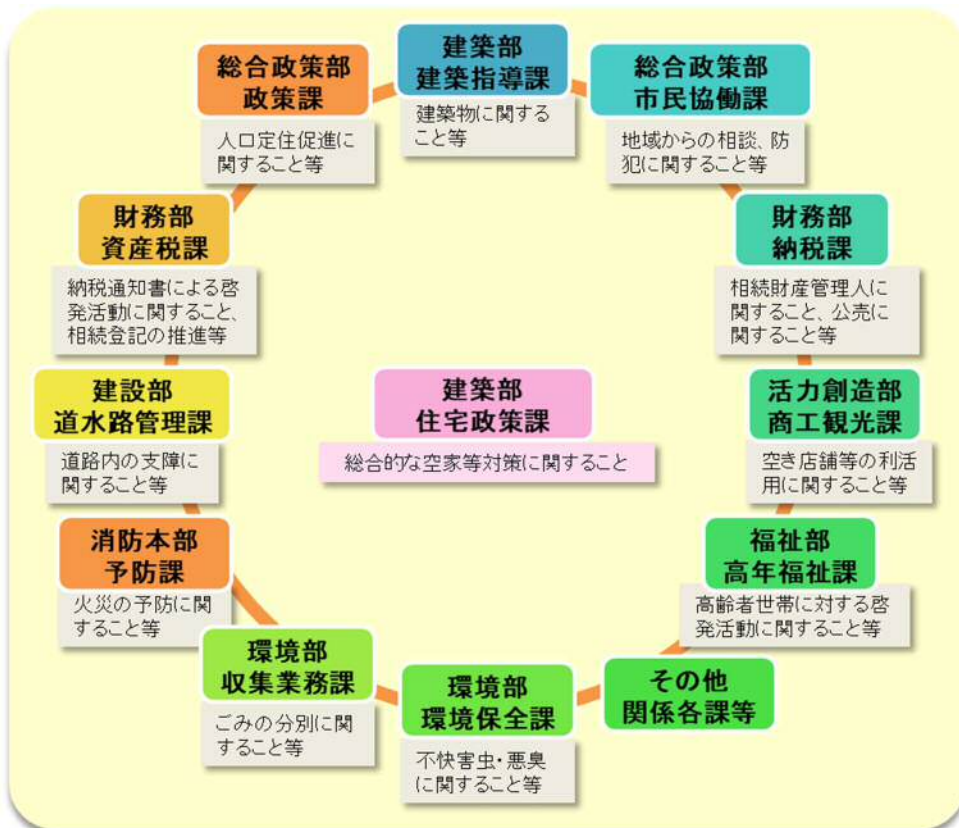 建築部
建築指導課
建築物に関する
こと等
総合政策部
市民協働課
地域からの相談、防
犯に関すること等
財務部
納税課
相続財産管理人に
関すること、公売に
関すること等
活力創造部
商工観光課
空き店舗等の利活
用に関すること等
福祉部
高年福祉課
高齢者世帯に対する啓
発活動に関すること等
その他
関係各課等
環境部
環境保全課
不快害虫・悪臭
に関すること等
環境部
収集業務課
ごみの分別に関
すること等
消防本部
予防課
火災の予防に関
すること等
建設部
道水路管理課
道路内の支障に
関すること等
財務部
資産税課
納税通知書による啓
発活動に関すること、
相続登記の推進等
総合政策部
政策課
人口定住促進に
関すること等
建築部
住宅政策課
総合的な空家等対策に関すること